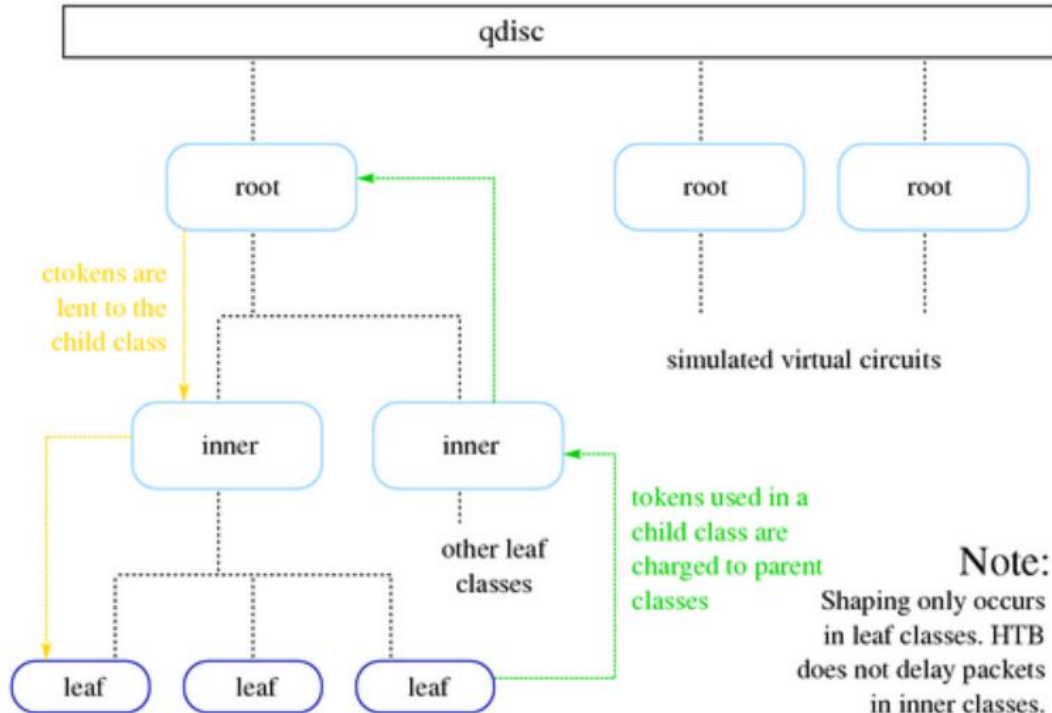 qdisc
root
root
root
ctokens are
lent to the
child class
simulated virtual circuits
inner
inner
tokens used in a
child class are
charged to parent
classes
other leaf
classes
Note:
Shaping only occurs
in leaf classes. HTB
does not delay packets
in inner classes.
leaf
leaf
leaf